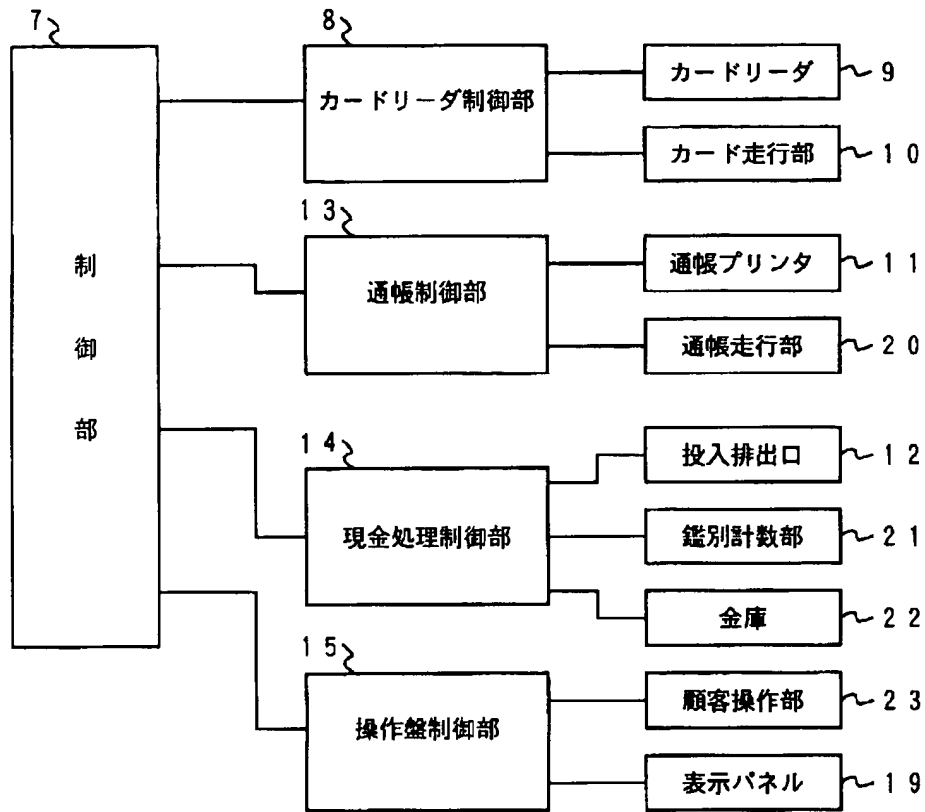 7
制御部
8
カードリーダ制御部
カードリーダ 9
カード走行部 10
13
通帳制御部
通帳プリンタ 11
通帳走行部 20
14
現金処理制御部
投入排出口 12
鑑別計数部 21
金庫 22
15
操作盤制御部
顧客操作部 23
表示パネル 19